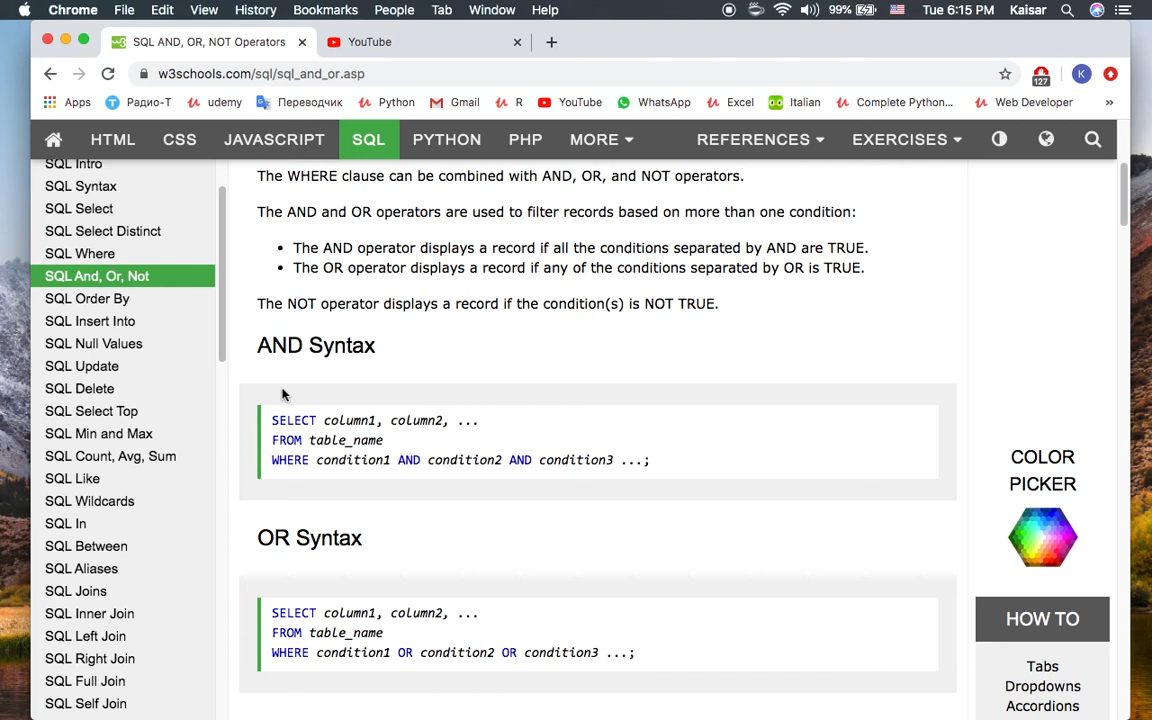 Chrome File Edit View History Bookmarks People Tab Window Help 99% Tue 6:15 PM Kaisar
SQL AND, OR, NOT Operators YouTube
w3schools.com/sql/sql_and_or.asp 127 K
Apps Радио-Т udemy Переводчик Python Gmail R YouTube WhatsApp Excel Italian Complete Python... Web Developer »
HTML CSS JAVASCRIPT SQL PYTHON PHP MORE REFERENCES EXERCISES
SQL Intro
SQL Syntax
SQL Select
SQL Select Distinct
SQL Where
SQL And, Or, Not
SQL Order By
SQL Insert Into
SQL Null Values
SQL Update
SQL Delete
SQL Select Top
SQL Min and Max
SQL Count, Avg, Sum
SQL Like
SQL Wildcards
SQL In
SQL Between
SQL Aliases
SQL Joins
SQL Inner Join
SQL Left Join
SQL Right Join
SQL Full Join
SQL Self Join
The WHERE clause can be combined with AND, OR, and NOT operators.
The AND and OR operators are used to filter records based on more than one condition:
• The AND operator displays a record if all the conditions separated by AND are TRUE.
• The OR operator displays a record if any of the conditions separated by OR is TRUE.
The NOT operator displays a record if the condition(s) is NOT TRUE.
AND Syntax
SELECT column1, column2, ...
FROM table_name
WHERE condition1 AND condition2 AND condition3 ...;
OR Syntax
SELECT column1, column2, ...
FROM table_name
WHERE condition1 OR condition2 OR condition3 ...;
COLOR
PICKER
HOW TO
Tabs
Dropdowns
Accordions